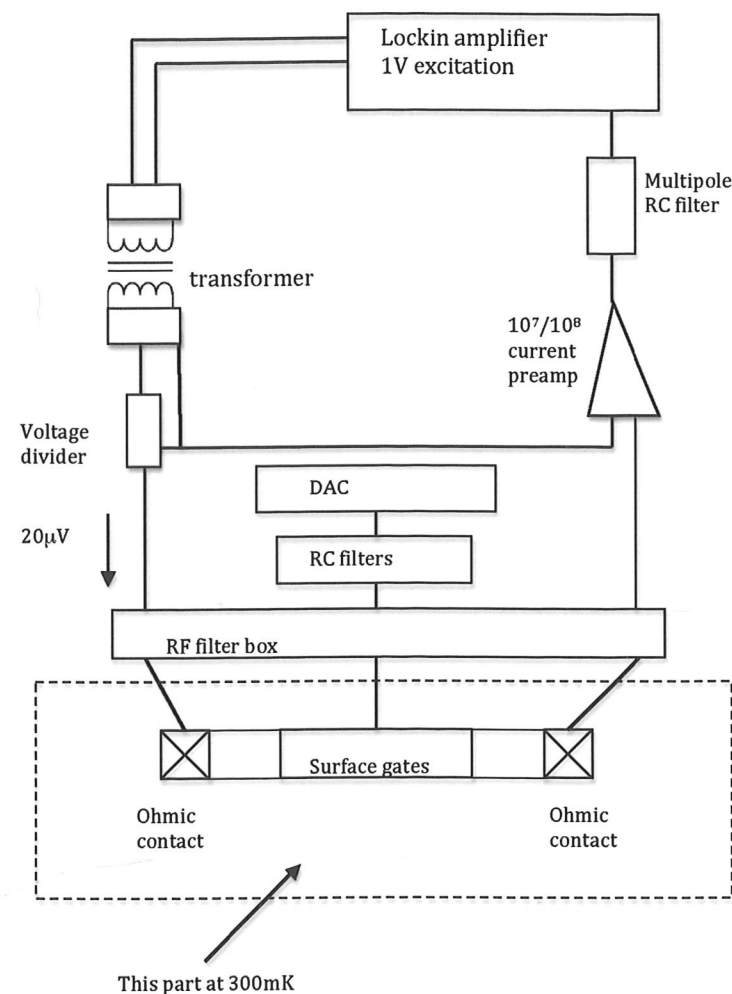 Lockin amplifier
1V excitation
Multipole
RC filter
transformer
10⁷/10⁸
current
preamp
Voltage
divider
DAC
20μV
RC filters
RF filter box
Surface gates
Ohmic
contact
Ohmic
contact
This part at 300mK